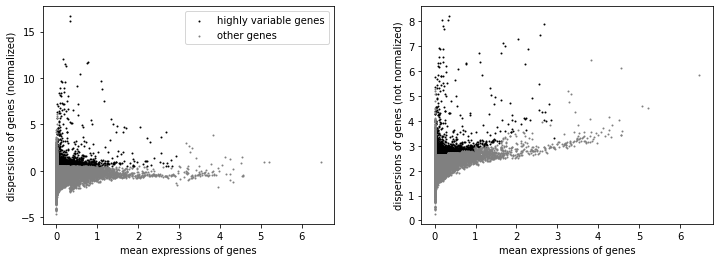 dispersions of genes (normalized)
15
10
5
0
−5
highly variable genes
other genes
0 1 2 3 4 5 6
mean expressions of genes
dispersions of genes (not normalized)
8
7
6
5
4
3
2
1
0
0 1 2 3 4 5 6
mean expressions of genes